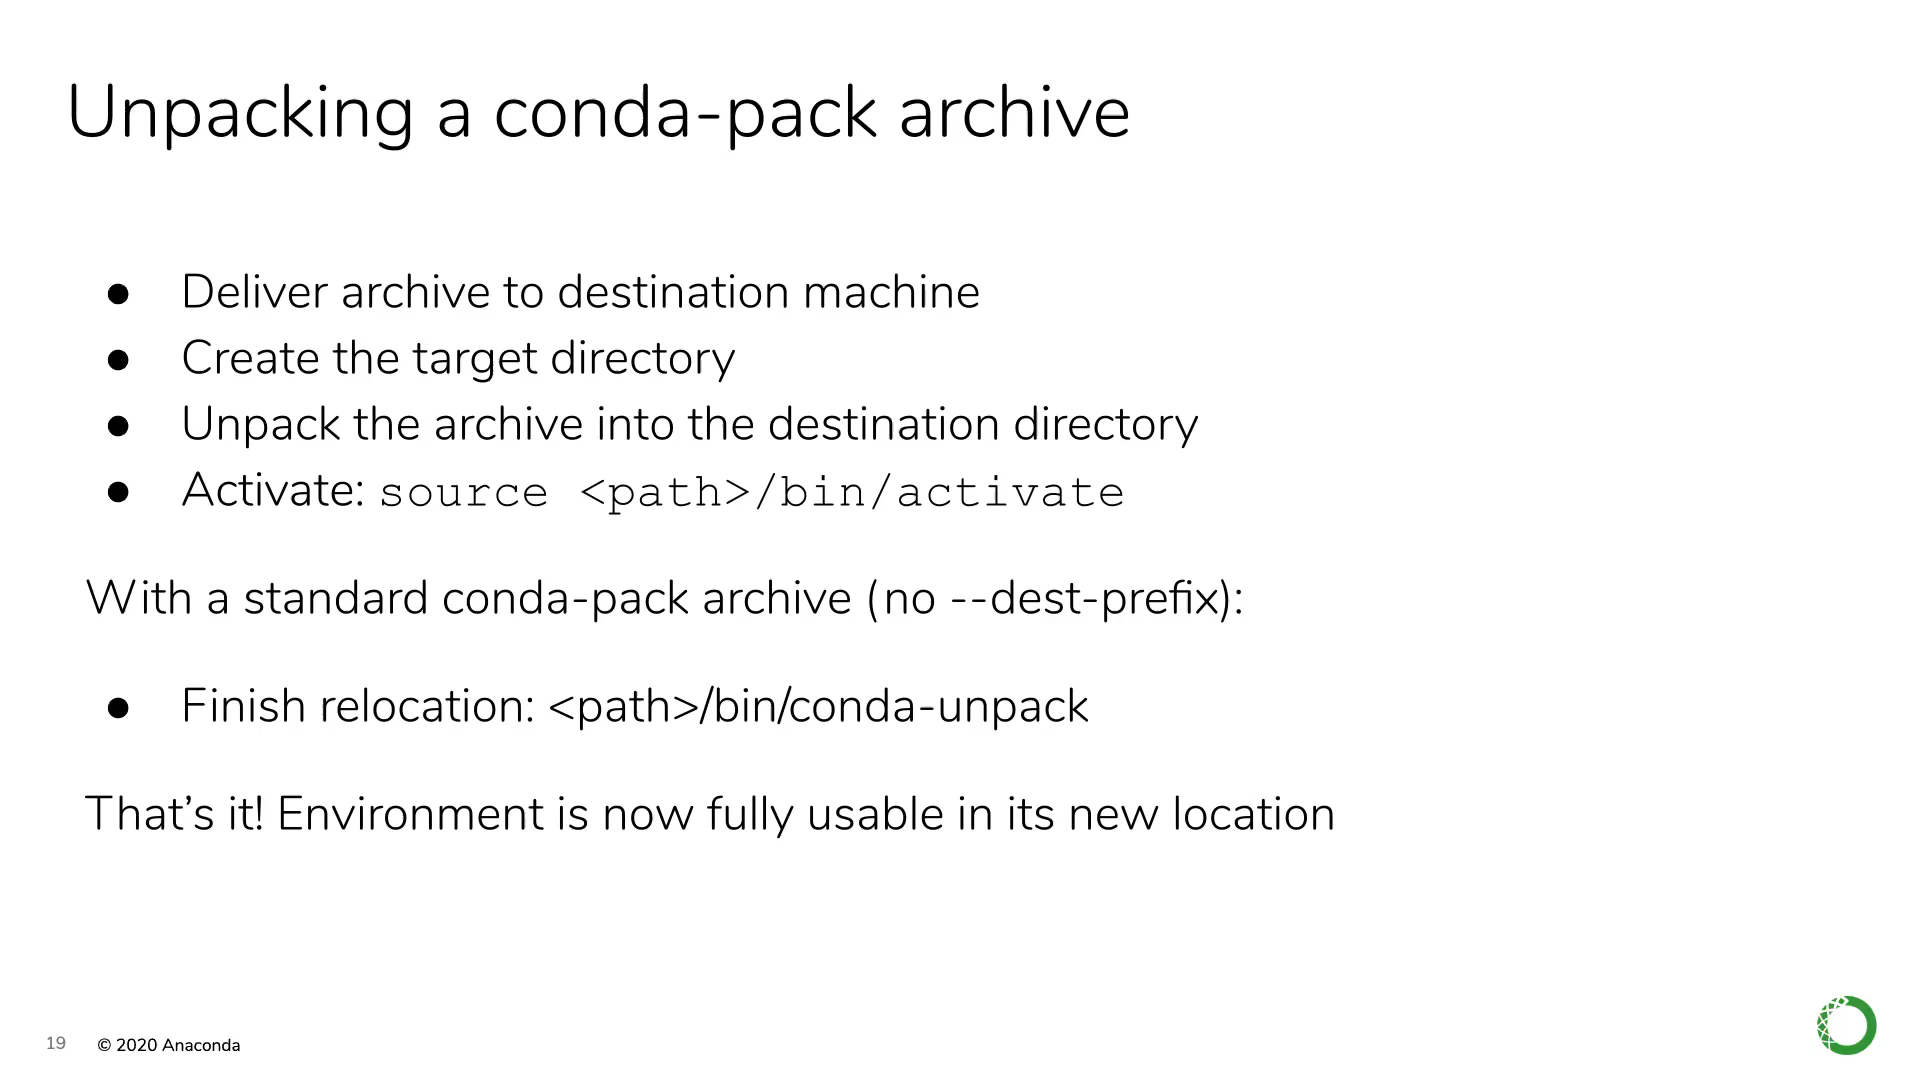 Unpacking a conda-pack archive
● Deliver archive to destination machine
● Create the target directory
● Unpack the archive into the destination directory
● Activate: source <path>/bin/activate
With a standard conda-pack archive (no --dest-prefix):
● Finish relocation: <path>/bin/conda-unpack
That’s it! Environment is now fully usable in its new location
19 © 2020 Anaconda